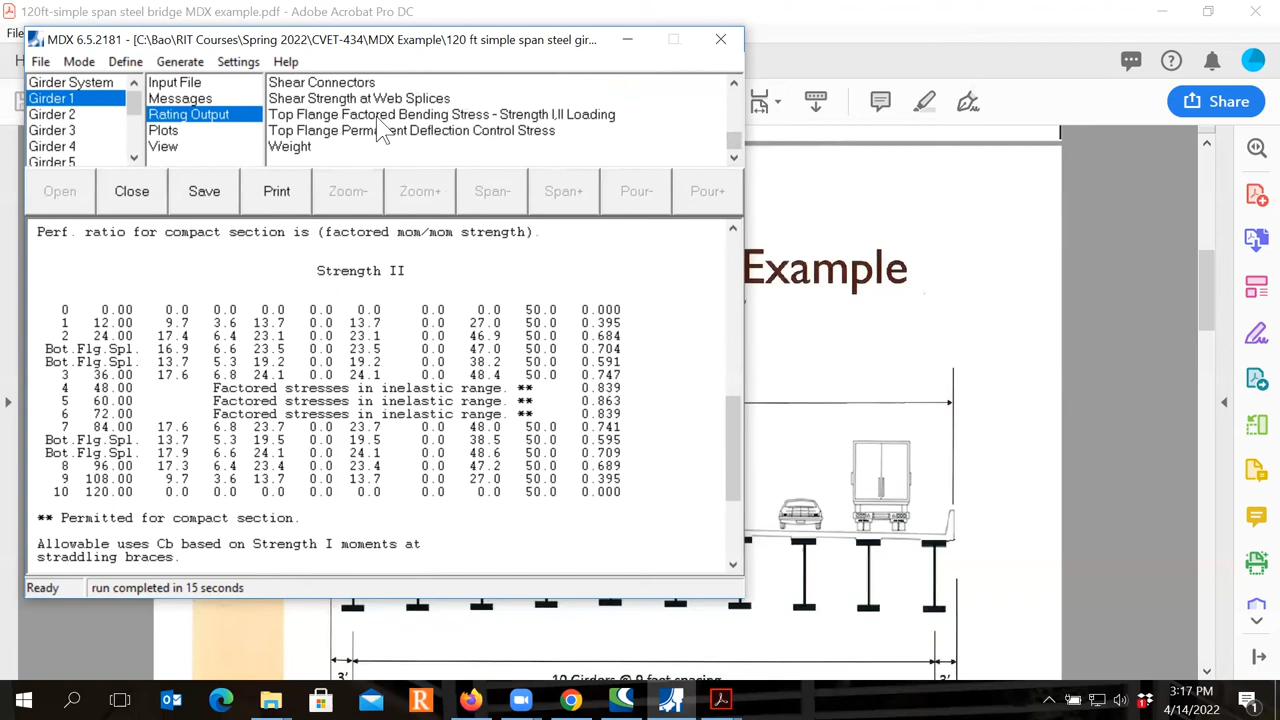 120ft-simple span steel bridge MDX example.pdf - Adobe Acrobat Pro DC
MDX 6.5.2181 - [C:\Bao\RIT Courses\Spring 2022\CVET-434\MDX Example\120 ft simple span steel gir...
File Mode Define Generate Settings Help
Girder System
Girder 1
Girder 2
Girder 3
Girder 4
Girder 5
Input File
Messages
Rating Output
Plots
View
Shear Connectors
Shear Strength at Web Splices
Top Flange Factored Bending Stress - Strength I,II Loading
Top Flange Permanent Deflection Control Stress
Weight
Open Close Save Print Zoom- Zoom+ Span- Span+ Pour- Pour+
Share
Perf. ratio for compact section is (factored mom/mom strength).
Strength II
0 0.00 0.0 0.0 0.0 0.0 0.0 0.0 0.0 50.0 0.000
1 12.00 9.7 3.6 13.7 0.0 13.7 0.0 27.0 50.0 0.395
2 24.00 17.4 6.4 23.1 0.0 23.1 0.0 46.9 50.0 0.684
Bot.Flg.Spl. 16.9 6.6 23.5 0.0 23.5 0.0 47.0 50.0 0.704
Bot.Flg.Spl. 13.7 5.3 19.2 0.0 19.2 0.0 38.2 50.0 0.591
3 36.00 17.6 6.8 24.1 0.0 24.1 0.0 48.4 50.0 0.747
4 48.00 Factored stresses in inelastic range. ** 0.839
5 60.00 Factored stresses in inelastic range. ** 0.863
6 72.00 Factored stresses in inelastic range. ** 0.839
7 84.00 17.6 6.8 23.7 0.0 23.7 0.0 48.0 50.0 0.741
Bot.Flg.Spl. 13.7 5.3 19.5 0.0 19.5 0.0 38.5 50.0 0.595
Bot.Flg.Spl. 17.9 6.6 24.1 0.0 24.1 0.0 48.6 50.0 0.709
8 96.00 17.3 6.4 23.4 0.0 23.4 0.0 47.2 50.0 0.689
9 108.00 9.7 3.6 13.7 0.0 13.7 0.0 27.0 50.0 0.395
10 120.00 0.0 0.0 0.0 0.0 0.0 0.0 0.0 50.0 0.000
** Permitted for compact section.
Allowable uses Cb based on Strength I moments at
straddling braces.
Ready run completed in 15 seconds
Example
3' 10 Girders @ 9 feet spacing 3'
3:17 PM
4/14/2022